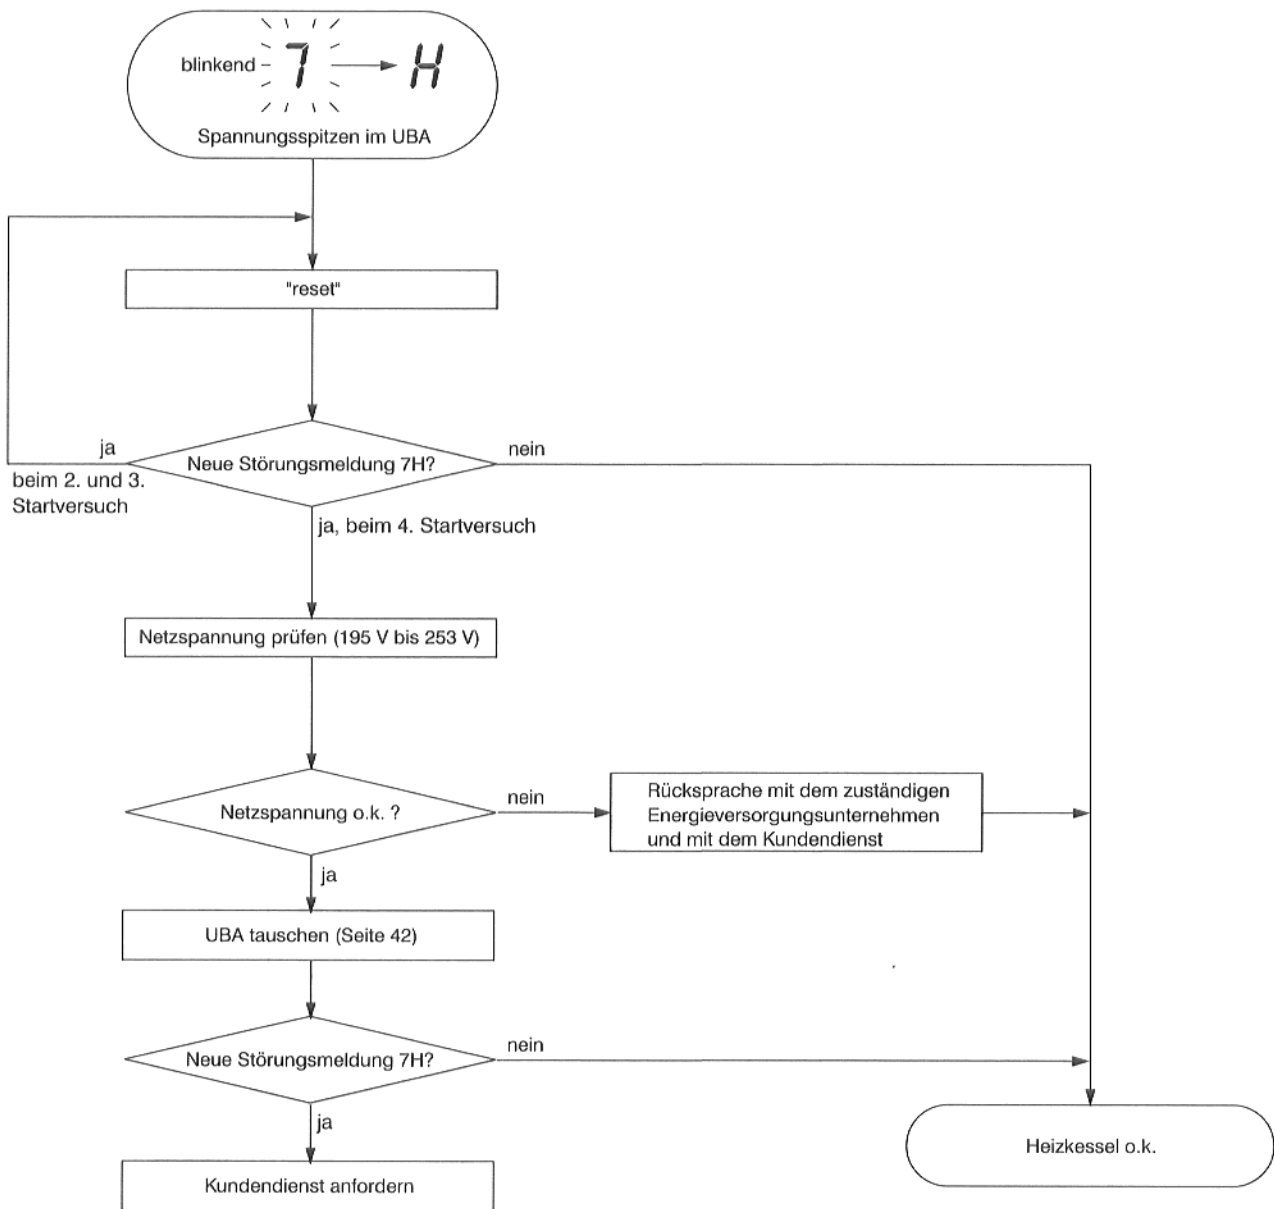 blinkend 7 H
Spannungsspitzen im UBA
"reset"
ja
nein
Neue Störungsmeldung 7H?
beim 2. und 3.
Startversuch
ja, beim 4. Startversuch
Netzspannung prüfen (195 V bis 253 V)
Netzspannung o.k. ?
nein
Rücksprache mit dem zuständigen
Energieversorgungsunternehmen
und mit dem Kundendienst
ja
UBA tauschen (Seite 42)
Neue Störungsmeldung 7H?
nein
ja
Heizkessel o.k.
Kundendienst anfordern